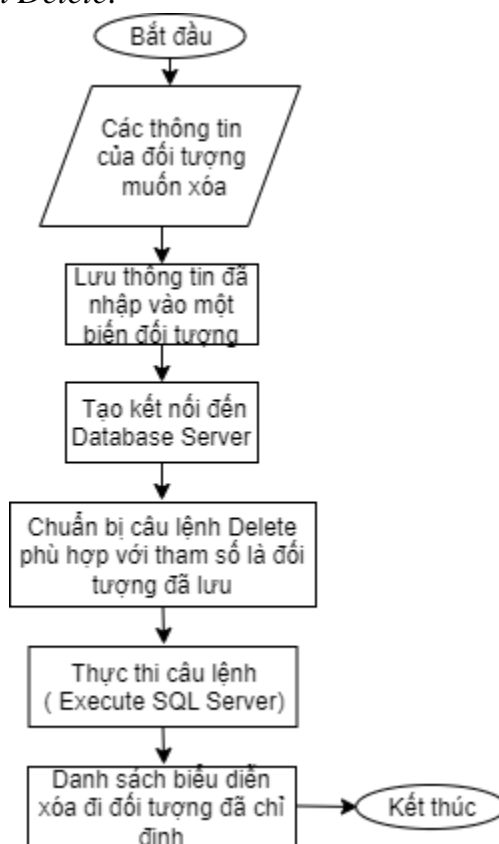 Delete.
Bắt đầu
Các thông tin
của đối tượng
muốn xóa
Lưu thông tin đã
nhập vào một
biến đối tượng
Tạo kết nối đến
Database Server
Chuẩn bị câu lệnh Delete
phù hợp với tham số là đối
tượng đã lưu
Thực thi câu lệnh
( Execute SQL Server)
Danh sách biểu diễn
xóa đi đối tượng đã chỉ
định
Kết thúc